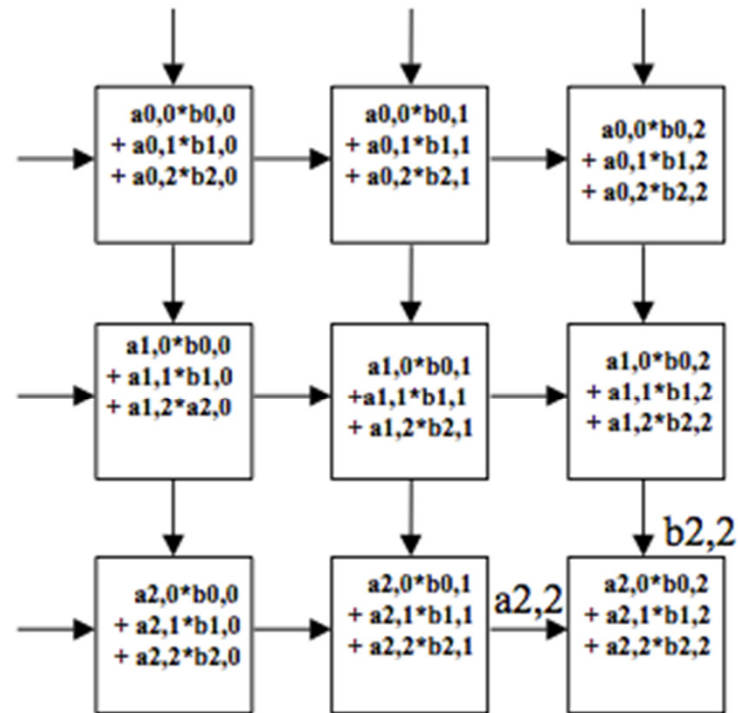 a0,0*b0,0
+ a0,1*b1,0
+ a0,2*b2,0
a0,0*b0,1
+ a0,1*b1,1
+ a0,2*b2,1
a0,0*b0,2
+ a0,1*b1,2
+ a0,2*b2,2
a1,0*b0,0
+ a1,1*b1,0
+ a1,2*a2,0
a1,0*b0,1
+a1,1*b1,1
+ a1,2*b2,1
a1,0*b0,2
+ a1,1*b1,2
+ a1,2*b2,2
b2,2
a2,0*b0,0
+ a2,1*b1,0
+ a2,2*b2,0
a2,0*b0,1
+ a2,1*b1,1
+ a2,2*b2,1
a2,2
a2,0*b0,2
+ a2,1*b1,2
+ a2,2*b2,2